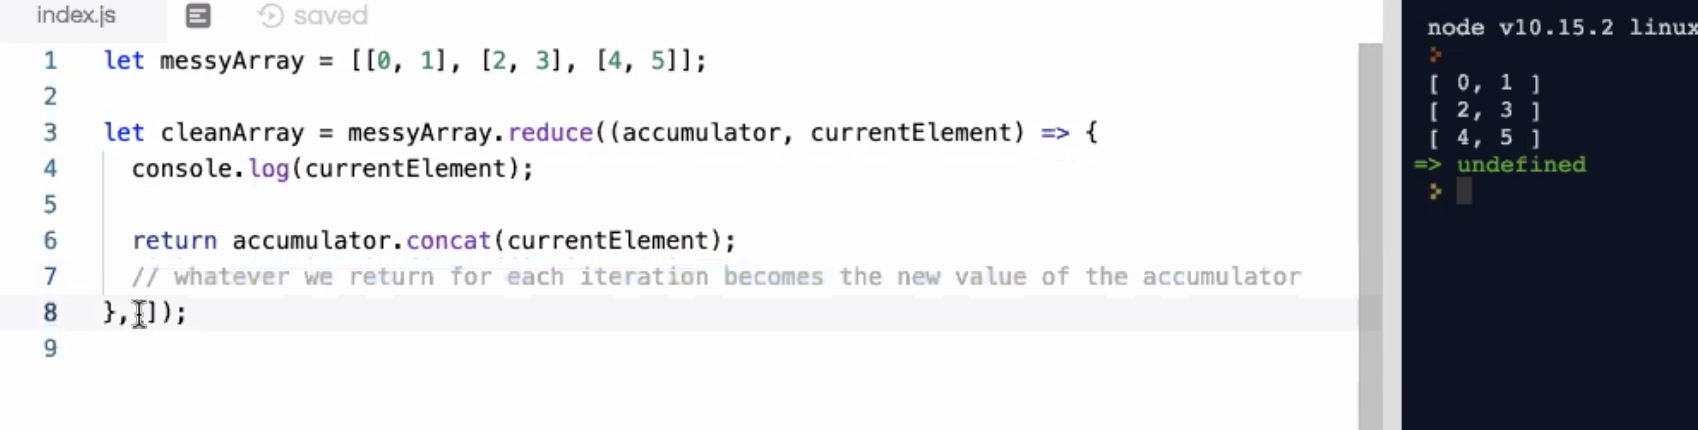 index.js saved
1 let messyArray = [[0, 1], [2, 3], [4, 5]];
2
3 let cleanArray = messyArray.reduce((accumulator, currentElement) => {
4 console.log(currentElement);
5
6 return accumulator.concat(currentElement);
7 // whatever we return for each iteration becomes the new value of the accumulator
8 },[]);
9
node v10.15.2 linux
[ 0, 1 ]
[ 2, 3 ]
[ 4, 5 ]
=> undefined